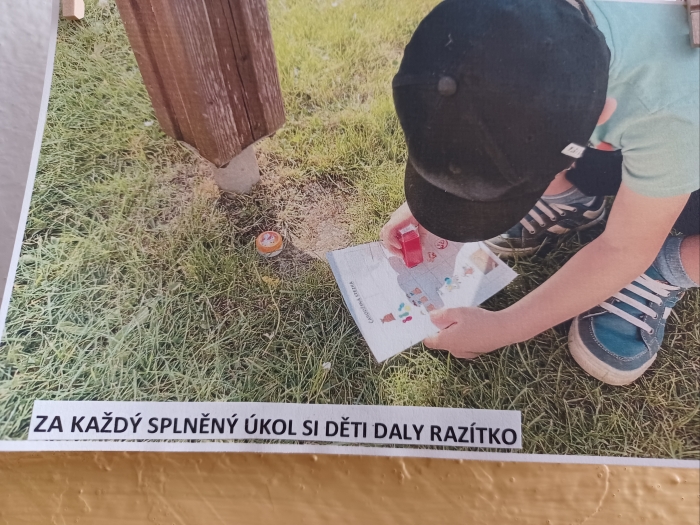 ZA KAŽDÝ SPLNĚNÝ ÚKOL SI DĚTI DALY RAZÍTKO